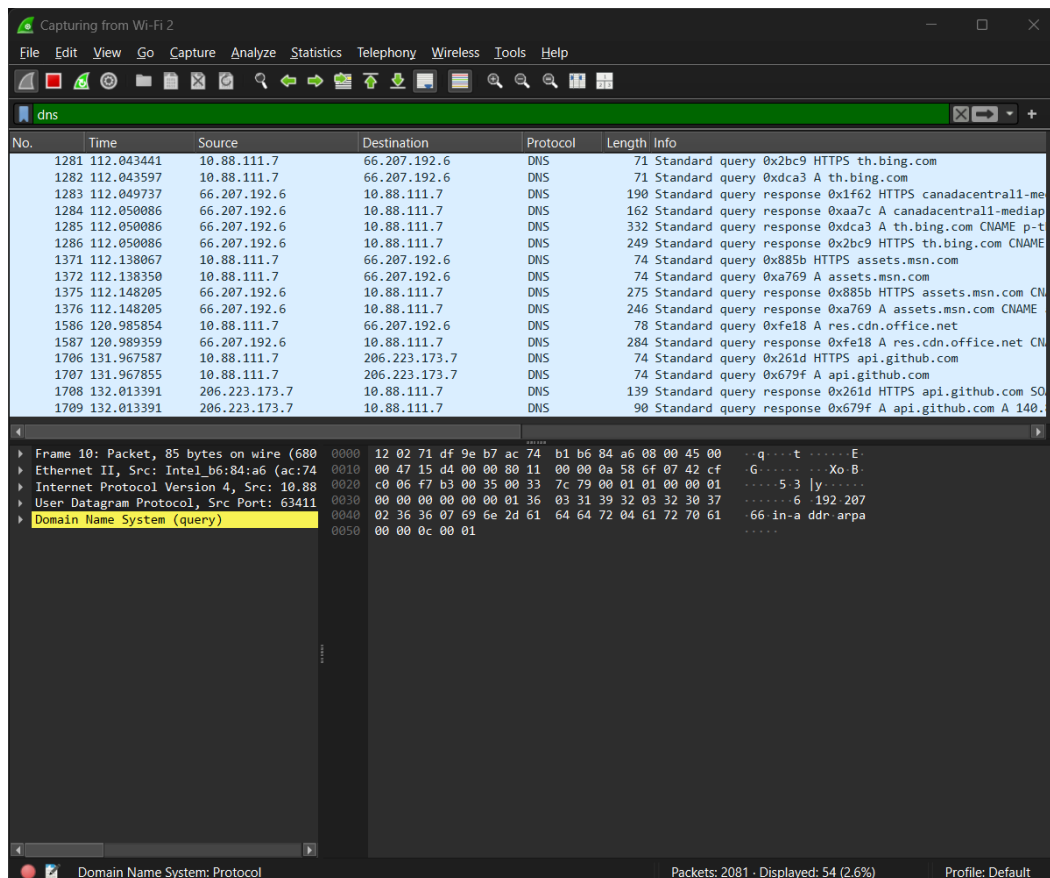 Capturing from Wi-Fi 2
File Edit View Go Capture Analyze Statistics Telephony Wireless Tools Help
dns
No. Time Source Destination Protocol Length Info
1281 112.043441 10.88.111.7 66.207.192.6 DNS 71 Standard query 0x2bc9 HTTPS th.bing.com
1282 112.043597 10.88.111.7 66.207.192.6 DNS 71 Standard query 0xdca3 A th.bing.com
1283 112.049737 66.207.192.6 10.88.111.7 DNS 190 Standard query response 0x1f62 HTTPS canadacentral1-me
1284 112.050086 66.207.192.6 10.88.111.7 DNS 162 Standard query response 0xaa7c A canadacentral1-mediap
1285 112.050086 66.207.192.6 10.88.111.7 DNS 332 Standard query response 0xdca3 A th.bing.com CNAME p-t
1286 112.050086 66.207.192.6 10.88.111.7 DNS 249 Standard query response 0x2bc9 HTTPS th.bing.com CNAME
1371 112.138067 10.88.111.7 66.207.192.6 DNS 74 Standard query 0x885b HTTPS assets.msn.com
1372 112.138350 10.88.111.7 66.207.192.6 DNS 74 Standard query 0xa769 A assets.msn.com
1375 112.148205 66.207.192.6 10.88.111.7 DNS 275 Standard query response 0x885b HTTPS assets.msn.com CN
1376 112.148205 66.207.192.6 10.88.111.7 DNS 246 Standard query response 0xa769 A assets.msn.com CNAME
1586 120.985854 10.88.111.7 66.207.192.6 DNS 78 Standard query 0xfe18 A res.cdn.office.net
1587 120.989359 66.207.192.6 10.88.111.7 DNS 284 Standard query response 0xfe18 A res.cdn.office.net CN
1706 131.967587 10.88.111.7 206.223.173.7 DNS 74 Standard query 0x261d HTTPS api.github.com
1707 131.967855 10.88.111.7 206.223.173.7 DNS 74 Standard query 0x679f A api.github.com
1708 132.013391 206.223.173.7 10.88.111.7 DNS 139 Standard query response 0x261d HTTPS api.github.com SO
1709 132.013391 206.223.173.7 10.88.111.7 DNS 90 Standard query response 0x679f A api.github.com A 140.
Frame 10: Packet, 85 bytes on wire (680 0000 12 02 71 df 9e b7 ac 74 b1 b6 84 a6 08 00 45 00 ··q····t ······E·
Ethernet II, Src: Intel_b6:84:a6 (ac:74 0010 00 47 15 d4 00 00 80 11 00 00 0a 58 6f 07 42 cf ·G······ ···Xo·B·
Internet Protocol Version 4, Src: 10.88 0020 c0 06 f7 b3 00 35 00 33 7c 79 00 01 01 00 00 01 ·····5·3 |y······
User Datagram Protocol, Src Port: 63411 0030 00 00 00 00 00 00 01 36 03 31 39 32 03 32 30 37 ·······6 ·192·207
Domain Name System (query) 0040 02 36 36 07 69 6e 2d 61 64 64 72 04 61 72 70 61 ·66·in-a ddr·arpa
0050 00 00 0c 00 01 ·····
Domain Name System: Protocol Packets: 2081 · Displayed: 54 (2.6%) Profile: Default